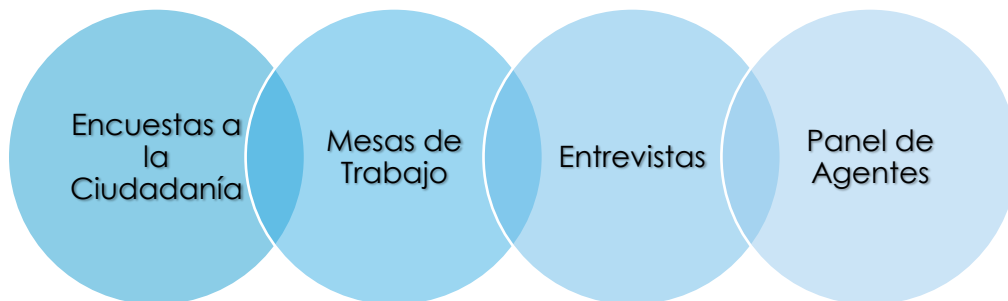 Encuestas a
la
Ciudadanía
Mesas de
Trabajo
Entrevistas
Panel de
Agentes